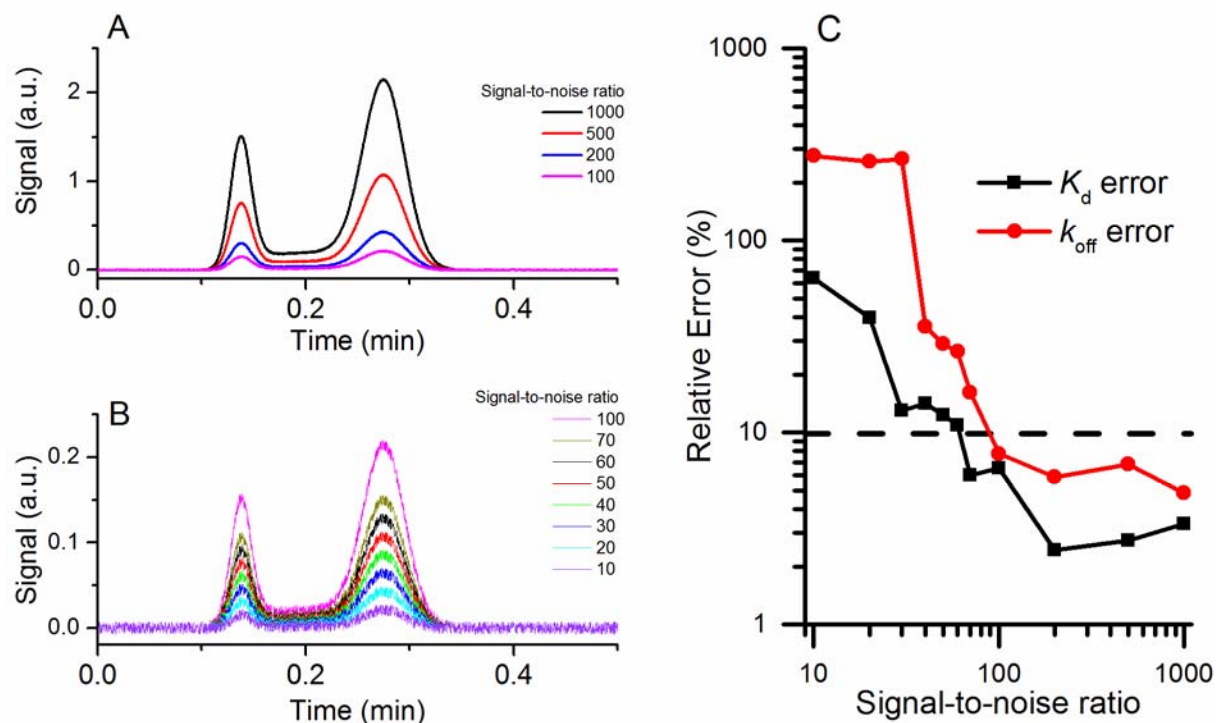 A
Signal (a.u.)
2
1
0
0.0
0.2
0.4
Time (min)
Signal-to-noise ratio
1000
500
200
100
B
Signal (a.u.)
0.2
0.1
0.0
0.0
0.2
0.4
Time (min)
Signal-to-noise ratio
100
70
60
50
40
30
20
10
C
Relative Error (%)
1000
100
10
1
10
100
1000
Signal-to-noise ratio
Kd error
koff error